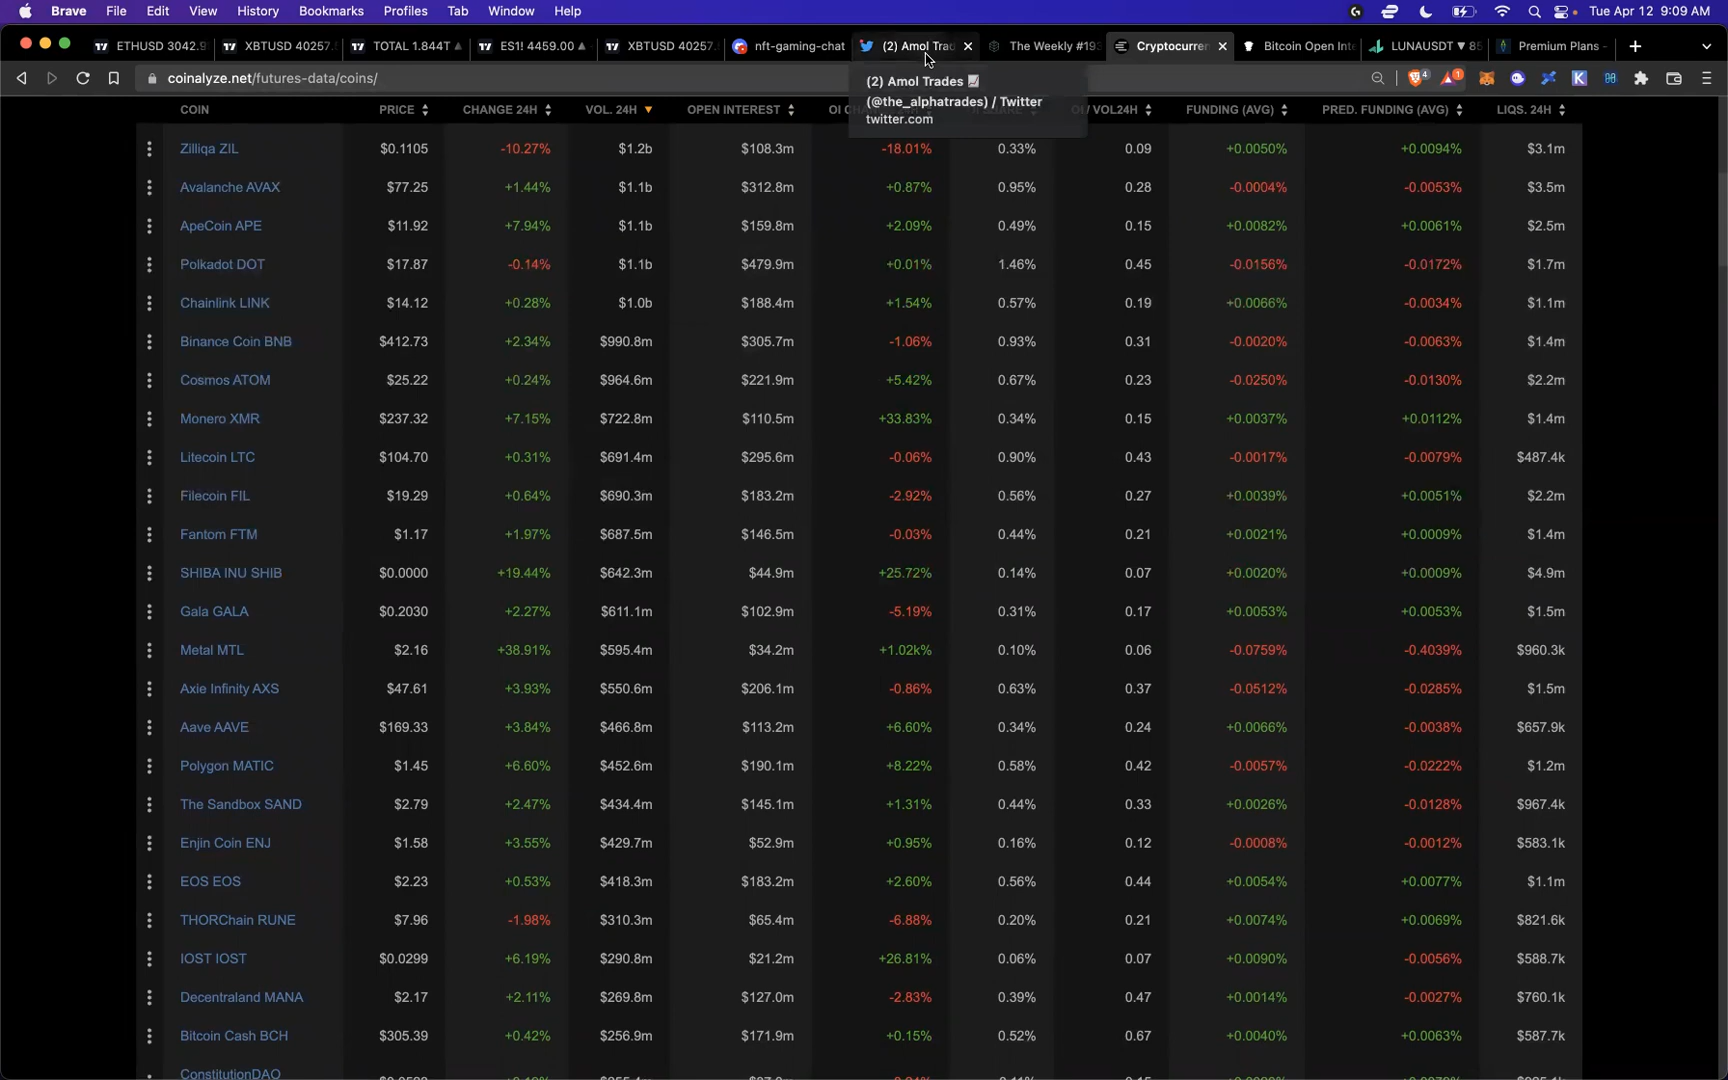 Brave File Edit View History Bookmarks Profiles Tab Window Help Tue Apr 12 9:09 AM
ETHUSD 3042.9 XBTUSD 40257. TOTAL 1.844T ▲ ES1! 4459.00 ▲ XBTUSD 40257. nft-gaming-chat (2) Amol Trad The Weekly #193 Cryptocurren Bitcoin Open Int LUNAUSDT ▼ 85 Premium Plans -
coinalyze.net/futures-data/coins/ 4 1
(2) Amol Trades 📈
(@the_alphatrades) / Twitter
twitter.com
COIN PRICE CHANGE 24H VOL. 24H OPEN INTEREST OI CH OI / VOL24H FUNDING (AVG) PRED. FUNDING (AVG) LIQS. 24H
Zilliqa ZIL $0.1105 -10.27% $1.2b $108.3m -18.01% 0.33% 0.09 +0.0050% +0.0094% $3.1m
Avalanche AVAX $77.25 +1.44% $1.1b $312.8m +0.87% 0.95% 0.28 -0.0004% -0.0053% $3.5m
ApeCoin APE $11.92 +7.94% $1.1b $159.8m +2.09% 0.49% 0.15 +0.0082% +0.0061% $2.5m
Polkadot DOT $17.87 -0.14% $1.1b $479.9m +0.01% 1.46% 0.45 -0.0156% -0.0172% $1.7m
Chainlink LINK $14.12 +0.28% $1.0b $188.4m +1.54% 0.57% 0.19 +0.0066% -0.0034% $1.1m
Binance Coin BNB $412.73 +2.34% $990.8m $305.7m -1.06% 0.93% 0.31 -0.0020% -0.0063% $1.4m
Cosmos ATOM $25.22 +0.24% $964.6m $221.9m +5.42% 0.67% 0.23 -0.0250% -0.0130% $2.2m
Monero XMR $237.32 +7.15% $722.8m $110.5m +33.83% 0.34% 0.15 +0.0037% +0.0112% $1.4m
Litecoin LTC $104.70 +0.31% $691.4m $295.6m -0.06% 0.90% 0.43 -0.0017% -0.0079% $487.4k
Filecoin FIL $19.29 +0.64% $690.3m $183.2m -2.92% 0.56% 0.27 +0.0039% +0.0051% $2.2m
Fantom FTM $1.17 +1.97% $687.5m $146.5m -0.03% 0.44% 0.21 +0.0021% +0.0009% $1.4m
SHIBA INU SHIB $0.0000 +19.44% $642.3m $44.9m +25.72% 0.14% 0.07 +0.0020% +0.0009% $4.9m
Gala GALA $0.2030 +2.27% $611.1m $102.9m -5.19% 0.31% 0.17 +0.0053% +0.0053% $1.5m
Metal MTL $2.16 +38.91% $595.4m $34.2m +1.02k% 0.10% 0.06 -0.0759% -0.4039% $960.3k
Axie Infinity AXS $47.61 +3.93% $550.6m $206.1m -0.86% 0.63% 0.37 -0.0512% -0.0285% $1.5m
Aave AAVE $169.33 +3.84% $466.8m $113.2m +6.60% 0.34% 0.24 +0.0066% -0.0038% $657.9k
Polygon MATIC $1.45 +6.60% $452.6m $190.1m +8.22% 0.58% 0.42 -0.0057% -0.0222% $1.2m
The Sandbox SAND $2.79 +2.47% $434.4m $145.1m +1.31% 0.44% 0.33 +0.0026% -0.0128% $967.4k
Enjin Coin ENJ $1.58 +3.55% $429.7m $52.9m +0.95% 0.16% 0.12 -0.0008% -0.0012% $583.1k
EOS EOS $2.23 +0.53% $418.3m $183.2m +2.60% 0.56% 0.44 +0.0054% +0.0077% $1.1m
THORChain RUNE $7.96 -1.98% $310.3m $65.4m -6.88% 0.20% 0.21 +0.0074% +0.0069% $821.6k
IOST IOST $0.0299 +6.19% $290.8m $21.2m +26.81% 0.06% 0.07 +0.0090% -0.0056% $588.7k
Decentraland MANA $2.17 +2.11% $269.8m $127.0m -2.83% 0.39% 0.47 +0.0014% -0.0027% $760.1k
Bitcoin Cash BCH $305.39 +0.42% $256.9m $171.9m +0.15% 0.52% 0.67 +0.0040% +0.0063% $587.7k
ConstitutionDAO